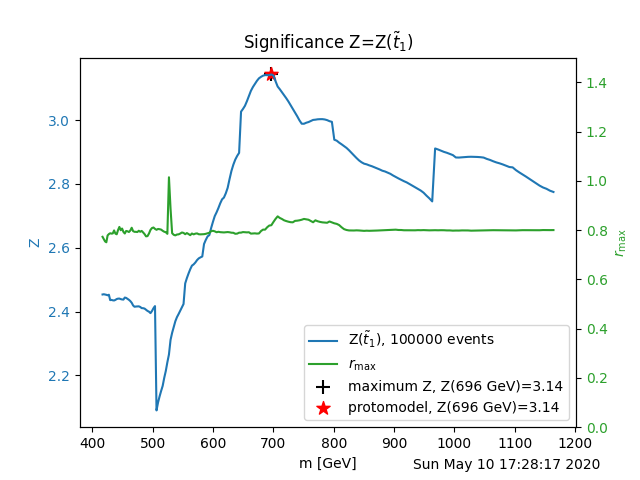 Significance Z=Z(t̃₁)
3.0
2.8
2.6
2.4
2.2
Z
1.4
1.2
1.0
0.8
0.6
0.4
0.2
0.0
r_max
Z(t̃₁), 100000 events
r_max
maximum Z, Z(696 GeV)=3.14
protomodel, Z(696 GeV)=3.14
400 500 600 700 800 900 1000 1100 1200
m [GeV]
Sun May 10 17:28:17 2020